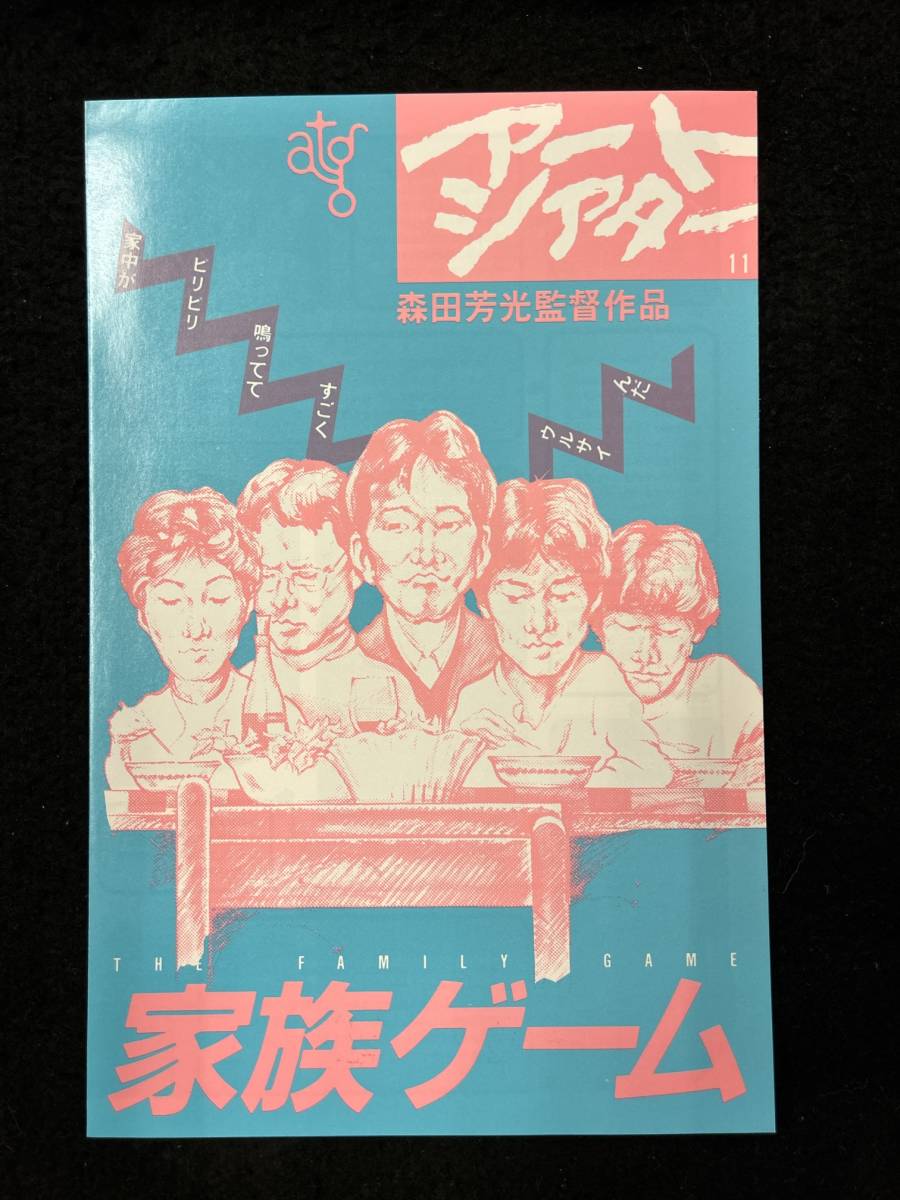 atg
アート
シアター
11
森田芳光監督作品
家中が
ビリビリ
鳴ってて
すごく
ウルサイ
んだ
THE FAMILY GAME
家族ゲーム